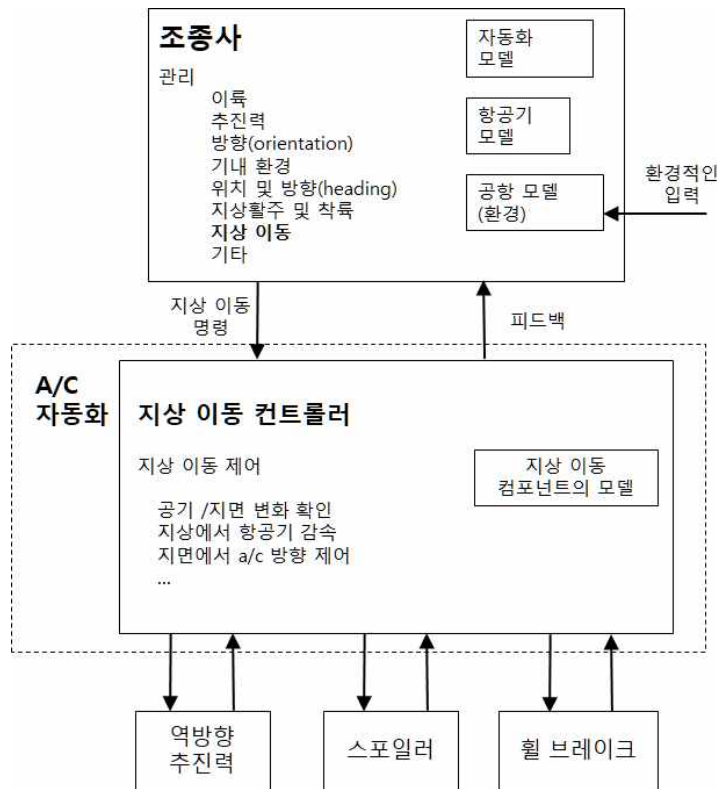 조종사
관리
이륙
추진력
방향(orientation)
기내 환경
위치 및 방향(heading)
지상활주 및 착륙
지상 이동
기타
자동화
모델
항공기
모델
공항 모델
(환경)
환경적인
입력
지상 이동
명령
피드백
A/C
자동화
지상 이동 컨트롤러
지상 이동 제어
공기 /지면 변화 확인
지상에서 항공기 감속
지면에서 a/c 방향 제어
...
지상 이동
컴포넌트의 모델
역방향
추진력
스포일러
휠 브레이크